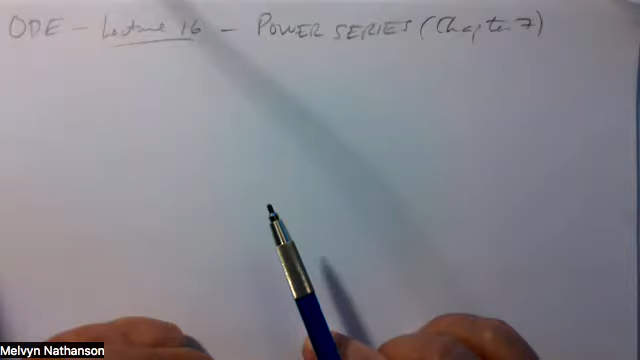 ODE - Lecture 16 - POWER SERIES (Chapter 7)
Melvyn Nathanson